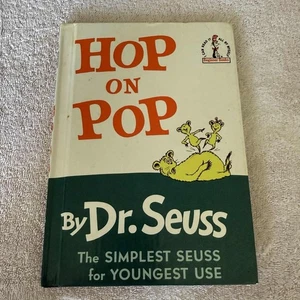 HOP
ON
POP
By Dr. Seuss
The SIMPLEST SEUSS
for YOUNGEST USE